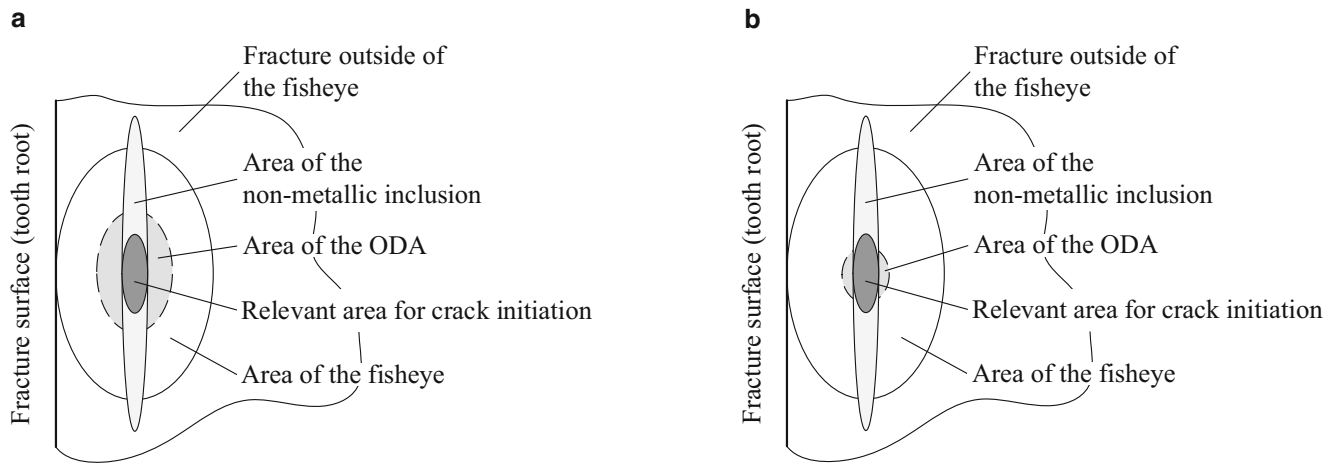 a
Fracture surface (tooth root)
Fracture outside of
the fisheye
Area of the
non-metallic inclusion
Area of the ODA
Relevant area for crack initiation
Area of the fisheye
b
Fracture surface (tooth root)
Fracture outside of
the fisheye
Area of the
non-metallic inclusion
Area of the ODA
Relevant area for crack initiation
Area of the fisheye